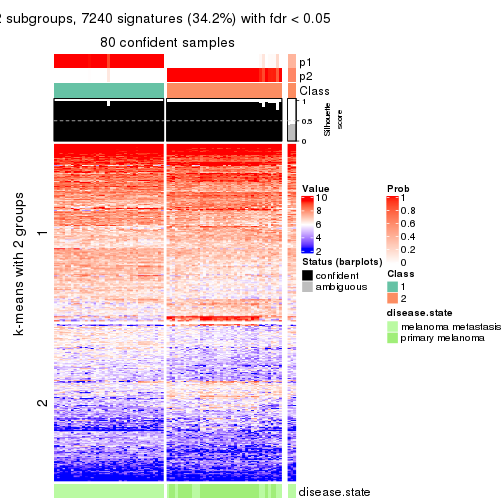 2 subgroups, 7240 signatures (34.2%) with fdr < 0.05
80 confident samples
p1
p2
Class
1
0.5
0
Silhouette
score
k-means with 2 groups
1
2
disease.state
Value
10
8
6
4
2
Status (barplots)
confident
ambiguous
Prob
1
0.8
0.6
0.4
0.2
0
Class
1
2
disease.state
melanoma metastasis
primary melanoma